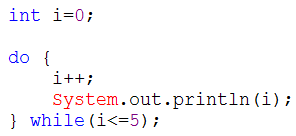 int i=0;

do {
    i++;
    System.out.println(i);
} while(i<=5);